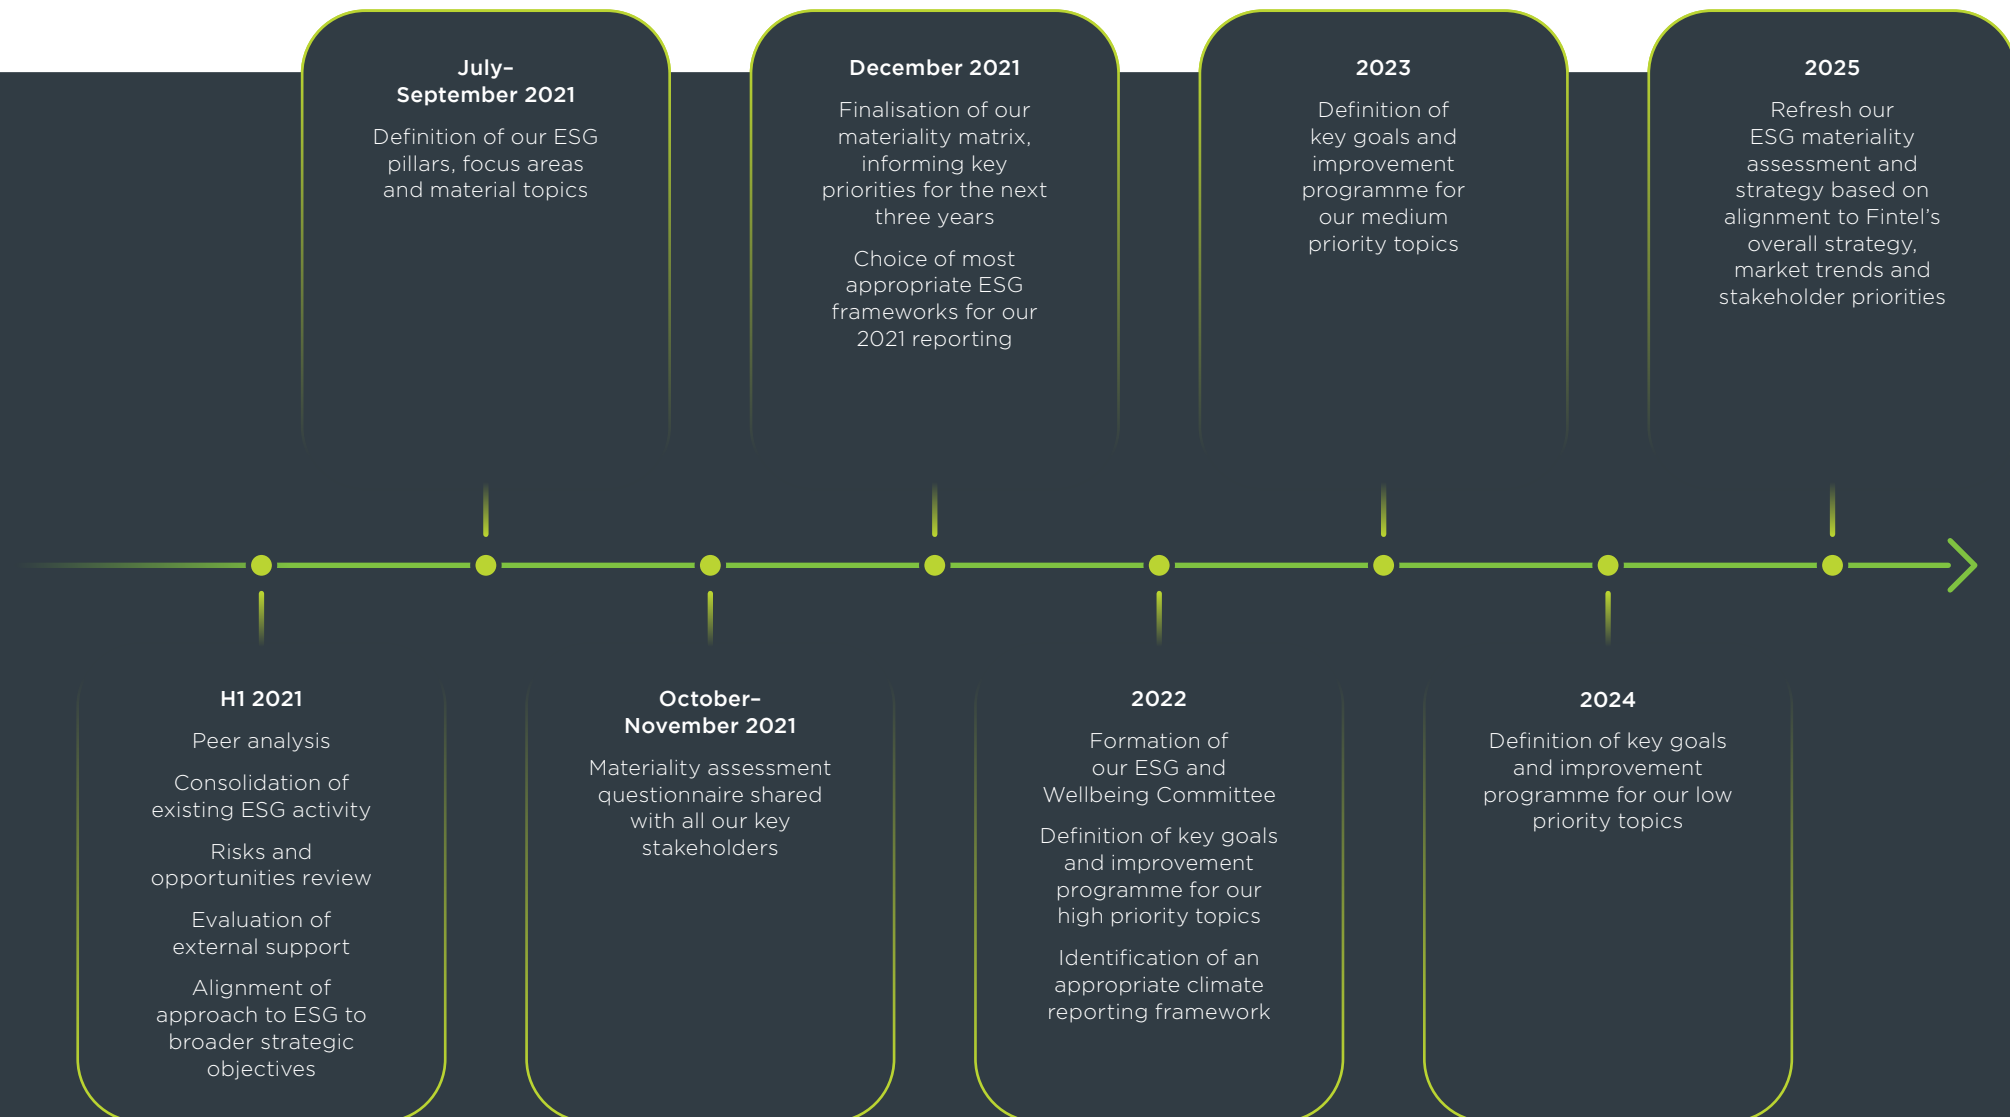 July–
September 2021
Definition of our ESG
pillars, focus areas
and material topics
December 2021
Finalisation of our
materiality matrix,
informing key
priorities for the next
three years
Choice of most
appropriate ESG
frameworks for our
2021 reporting
2023
Definition of
key goals and
improvement
programme for
our medium
priority topics
2025
Refresh our
ESG materiality
assessment and
strategy based on
alignment to Fintel’s
overall strategy,
market trends and
stakeholder priorities
H1 2021
Peer analysis
Consolidation of
existing ESG activity
Risks and
opportunities review
Evaluation of
external support
Alignment of
approach to ESG to
broader strategic
objectives
October–
November 2021
Materiality assessment
questionnaire shared
with all our key
stakeholders
2022
Formation of
our ESG and
Wellbeing Committee
Definition of key goals
and improvement
programme for our
high priority topics
Identification of an
appropriate climate
reporting framework
2024
Definition of key goals
and improvement
programme for our low
priority topics